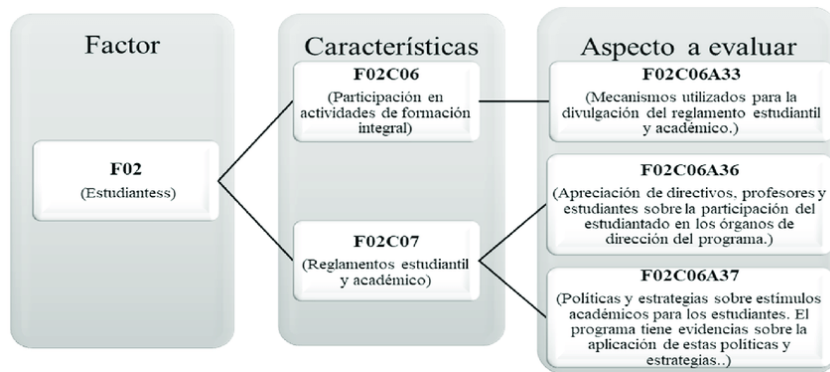 Factor
F02
(Estudiantess)
Características
F02C06
(Participación en
actividades de formación
integral)
F02C07
(Reglamentos estudiantil
y académico)
Aspecto a evaluar
F02C06A33
(Mecanismos utilizados para la
divulgación del reglamento estudiantil
y académico.)
F02C06A36
(Apreciación de directivos, profesores y
estudiantes sobre la participación del
estudiantado en los órganos de
dirección del programa.)
F02C06A37
(Políticas y estrategias sobre estímulos
académicos para los estudiantes. El
programa tiene evidencias sobre la
aplicación de estas políticas y
estrategias..)